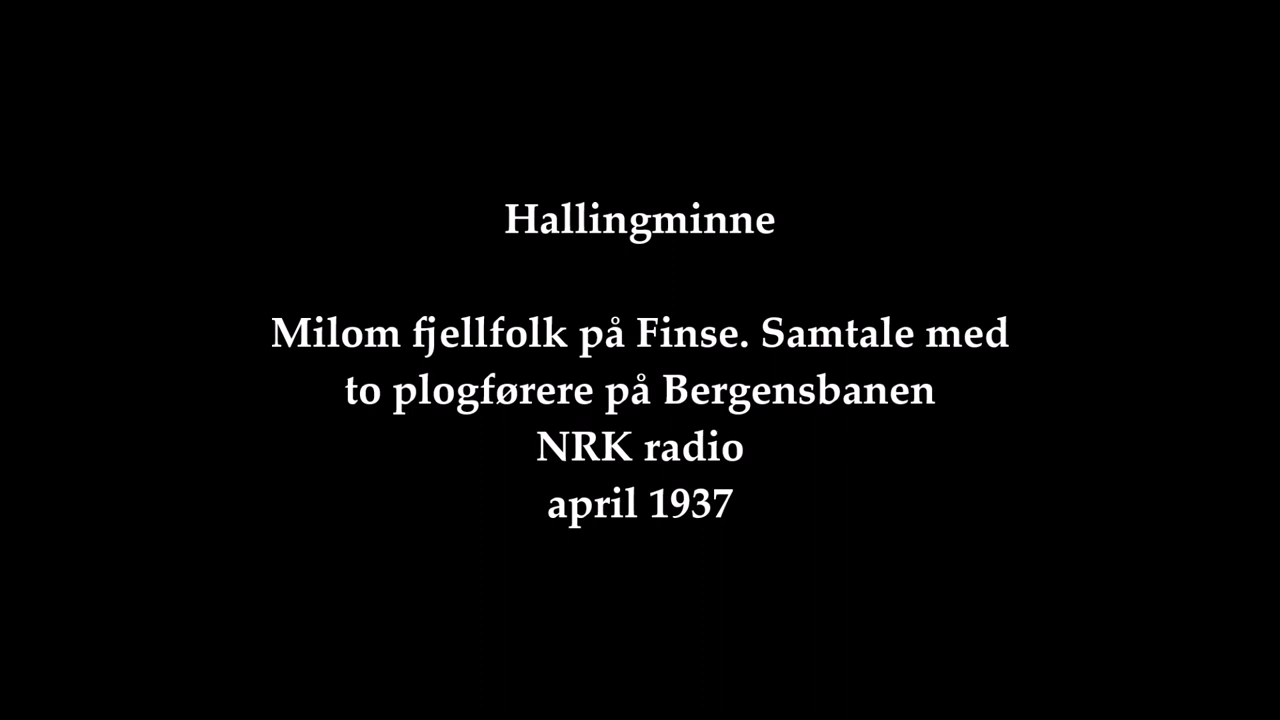 Hallingminne
Milom fjellfolk på Finse. Samtale med
to plogførere på Bergensbanen
NRK radio
april 1937